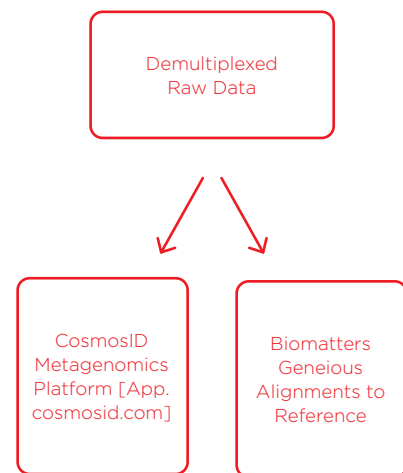 Demultiplexed
Raw Data
CosmosID
Metagenomics
Platform [App.
cosmosid.com]
Biomatters
Geneious
Alignments to
Reference